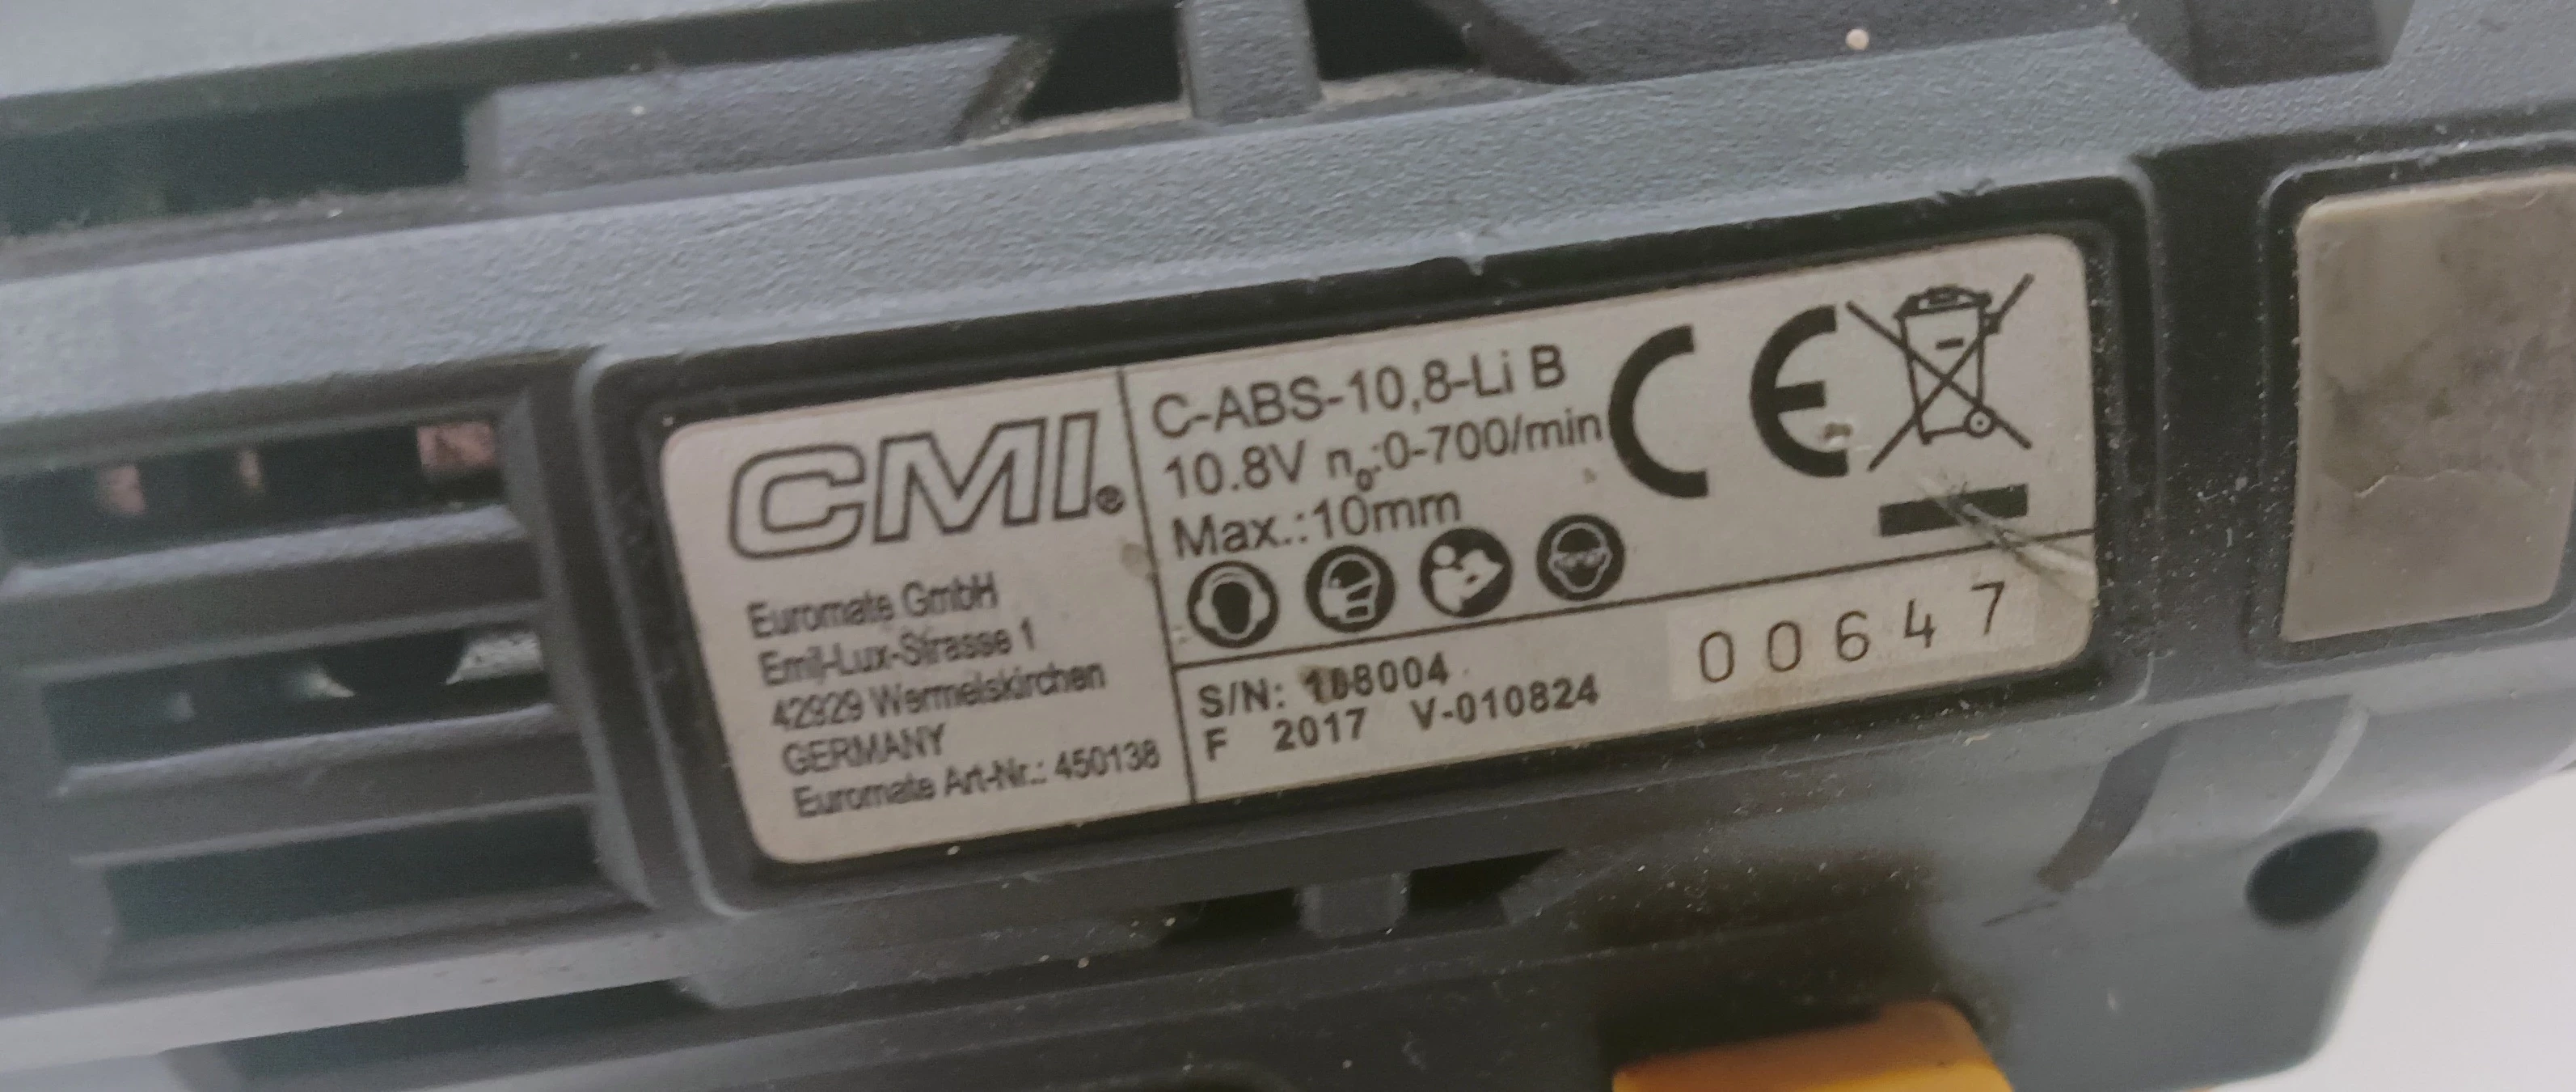 CMI®
Euromate GmbH
Emil-Lux-Strasse 1
42929 Wermelskirchen
GERMANY
Euromate Art-Nr.: 450138
C-ABS-10,8-Li B
10.8V n₀:0-700/min
Max.:10mm
CE
S/N: 108004
F 2017 V-010824
00647